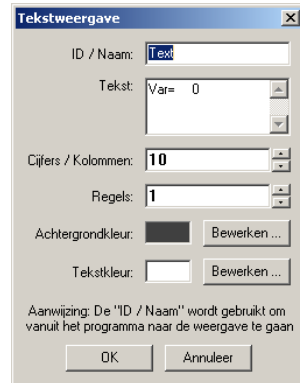 Tekstweergave
ID / Naam: Text
Tekst: Var= 0
Cijfers / Kolommen: 10
Regels: 1
Achtergrondkleur: Bewerken ...
Tekstkleur: Bewerken ...
Aanwijzing: De "ID / Naam" wordt gebruikt om
vanuit het programma naar de weergave te gaan
OK Annuleer